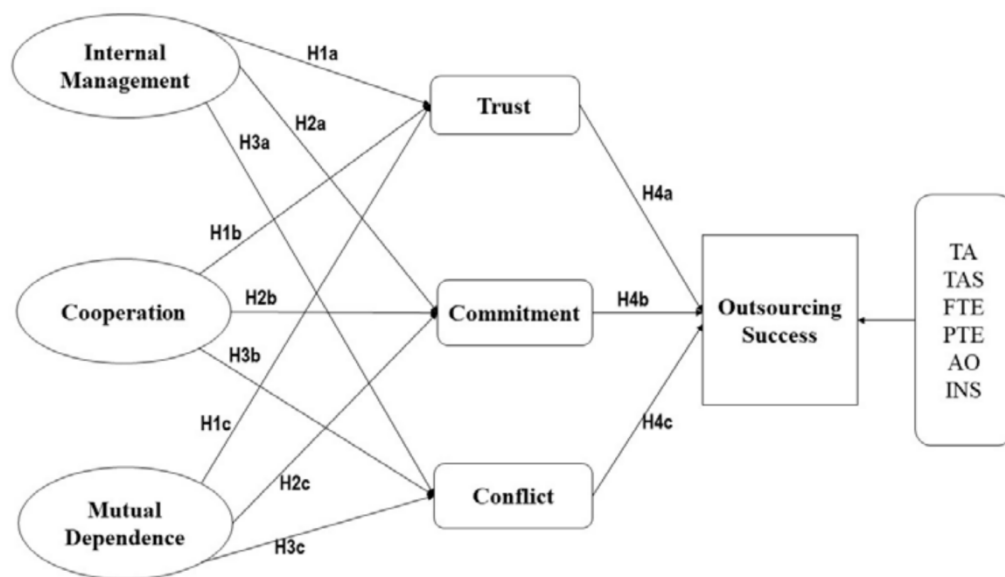 Internal
Management
H1a
Trust
H2a
H3a
H4a
H1b
TA
TAS
FTE
PTE
AO
INS
Cooperation
H2b
Commitment
H4b
Outsourcing
Success
H3b
H1c
H4c
H2c
Conflict
Mutual
Dependence
H3c